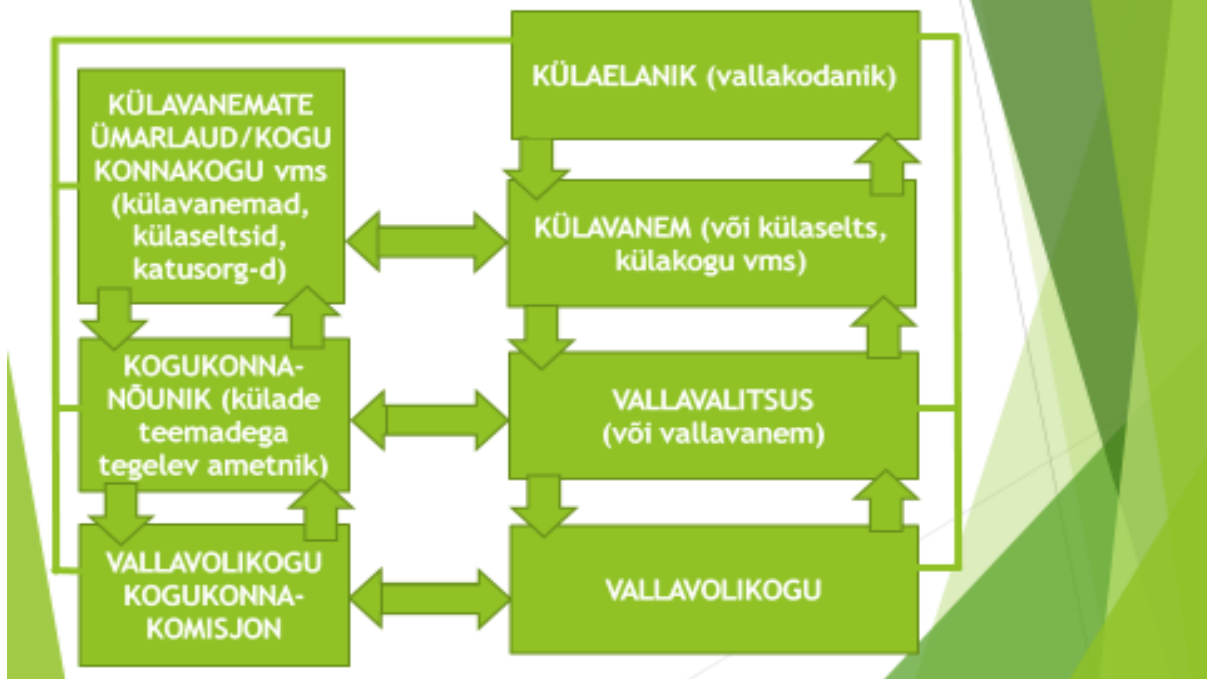 KÜLAELANIK (vallakodanik)
KÜLAVANEMATE
ÜMARLAUD/KOGU
KONNAKOGU vms
(külavanemad,
külaseltsid,
katusorg-d)
KÜLAVANEM (või külaselts,
külakogu vms)
KOGUKONNA-
NÕUNIK (külade
teemadega
tegelev ametnik)
VALLAVALITSUS
(või vallavanem)
VALLAVOLIKOGU
KOGUKONNA-
KOMISJON
VALLAVOLIKOGU